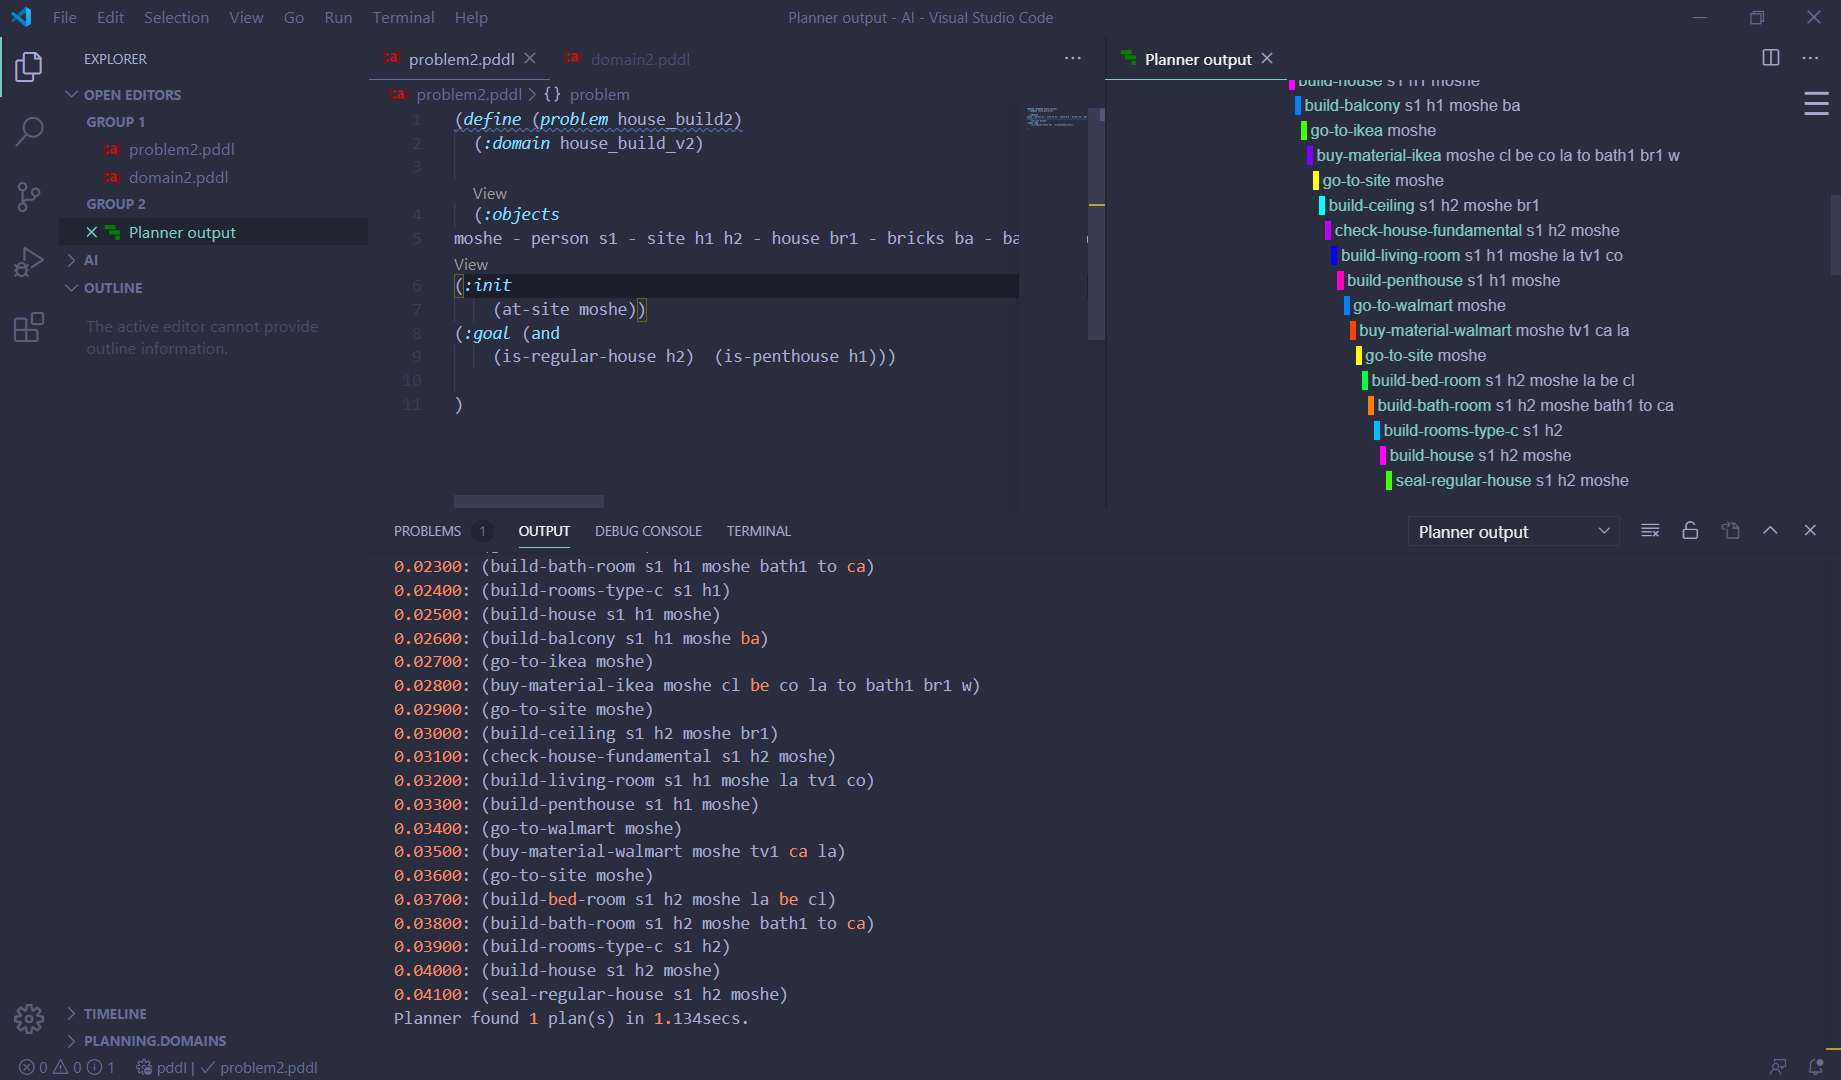 File Edit Selection View Go Run Terminal Help
Planner output - AI - Visual Studio Code
EXPLORER
OPEN EDITORS
GROUP 1
problem2.pddl
domain2.pddl
GROUP 2
Planner output
AI
OUTLINE
The active editor cannot provide
outline information.
TIMELINE
PLANNING.DOMAINS
problem2.pddl domain2.pddl
problem2.pddl > {} problem
1 (define (problem house_build2)
2 (:domain house_build_v2)
3
View
4 (:objects
5 moshe - person s1 - site h1 h2 - house br1 - bricks ba - ba
View
6 (:init
7 (at-site moshe))
8 (:goal (and
9 (is-regular-house h2) (is-penthouse h1)))
10
11 )
Planner output
build-house s1 h1 moshe
build-balcony s1 h1 moshe ba
go-to-ikea moshe
buy-material-ikea moshe cl be co la to bath1 br1 w
go-to-site moshe
build-ceiling s1 h2 moshe br1
check-house-fundamental s1 h2 moshe
build-living-room s1 h1 moshe la tv1 co
build-penthouse s1 h1 moshe
go-to-walmart moshe
buy-material-walmart moshe tv1 ca la
go-to-site moshe
build-bed-room s1 h2 moshe la be cl
build-bath-room s1 h2 moshe bath1 to ca
build-rooms-type-c s1 h2
build-house s1 h2 moshe
seal-regular-house s1 h2 moshe
PROBLEMS 1 OUTPUT DEBUG CONSOLE TERMINAL
Planner output
0.02300: (build-bath-room s1 h1 moshe bath1 to ca)
0.02400: (build-rooms-type-c s1 h1)
0.02500: (build-house s1 h1 moshe)
0.02600: (build-balcony s1 h1 moshe ba)
0.02700: (go-to-ikea moshe)
0.02800: (buy-material-ikea moshe cl be co la to bath1 br1 w)
0.02900: (go-to-site moshe)
0.03000: (build-ceiling s1 h2 moshe br1)
0.03100: (check-house-fundamental s1 h2 moshe)
0.03200: (build-living-room s1 h1 moshe la tv1 co)
0.03300: (build-penthouse s1 h1 moshe)
0.03400: (go-to-walmart moshe)
0.03500: (buy-material-walmart moshe tv1 ca la)
0.03600: (go-to-site moshe)
0.03700: (build-bed-room s1 h2 moshe la be cl)
0.03800: (build-bath-room s1 h2 moshe bath1 to ca)
0.03900: (build-rooms-type-c s1 h2)
0.04000: (build-house s1 h2 moshe)
0.04100: (seal-regular-house s1 h2 moshe)
Planner found 1 plan(s) in 1.134secs.
0 0 1 pddl | problem2.pddl